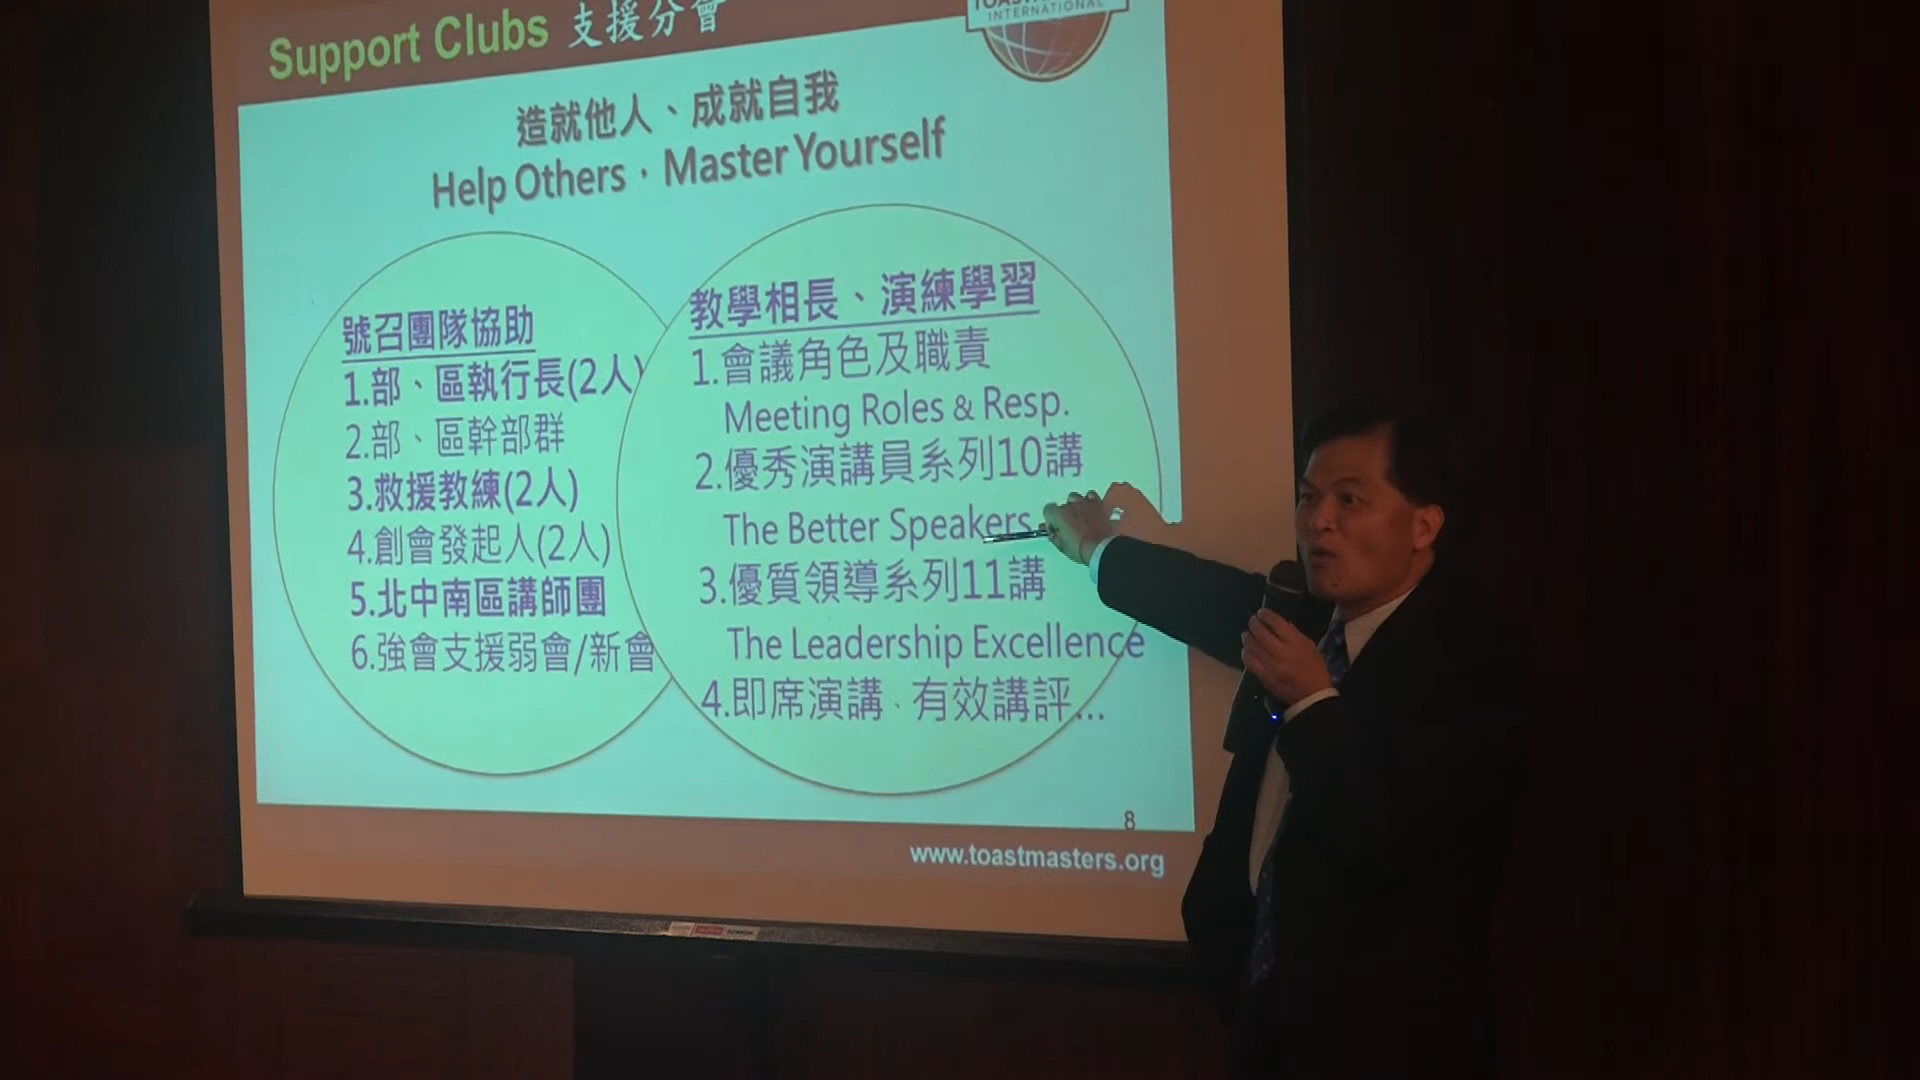 Support Clubs 支援分會
INTERNATIONAL
造就他人、成就自我
Help Others · Master Yourself
號召團隊協助
1.部、區執行長(2人)
2.部、區幹部群
3.救援教練(2人)
4.創會發起人(2人)
5.北中南區講師團
6.強會支援弱會/新會
教學相長、演練學習
1.會議角色及職責
Meeting Roles & Resp.
2.優秀演講員系列10講
The Better Speakers
3.優質領導系列11講
The Leadership Excellence
4.即席演講、有效講評...
8
www.toastmasters.org